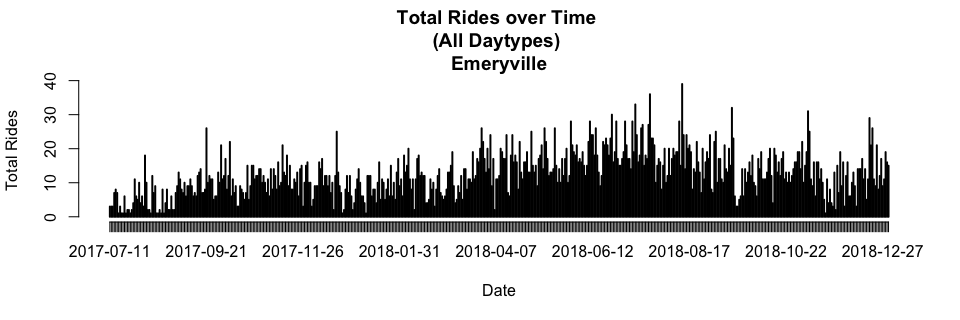 Total Rides over Time
(All Daytypes)
Emeryville
Total Rides
40
30
20
10
0
2017-07-11 2017-09-21 2017-11-26 2018-01-31 2018-04-07 2018-06-12 2018-08-17 2018-10-22 2018-12-27
Date